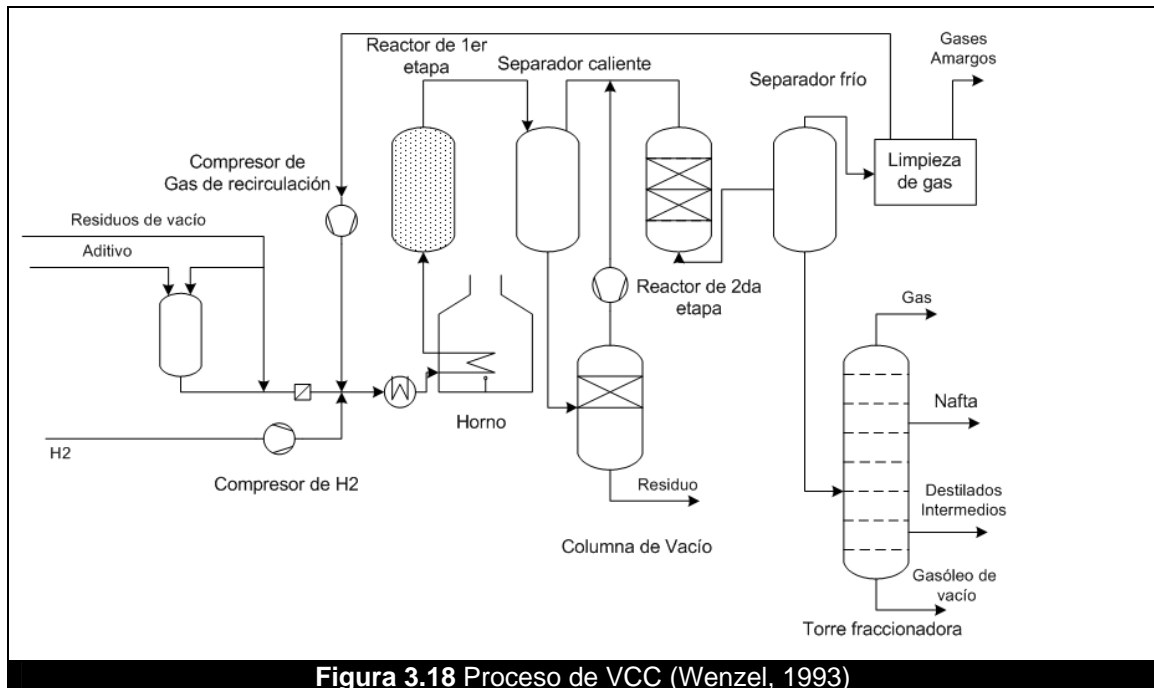 Reactor de 1er
etapa
Separador caliente
Separador frío
Gases
Amargos
Limpieza
de gas
Compresor de
Gas de recirculación
Residuos de vacío
Aditivo
Reactor de 2da
etapa
Gas
Horno
Nafta
H2
Compresor de H2
Residuo
Destilados
Intermedios
Columna de Vacío
Gasóleo de
vacío
Torre fraccionadora
Figura 3.18 Proceso de VCC (Wenzel, 1993)